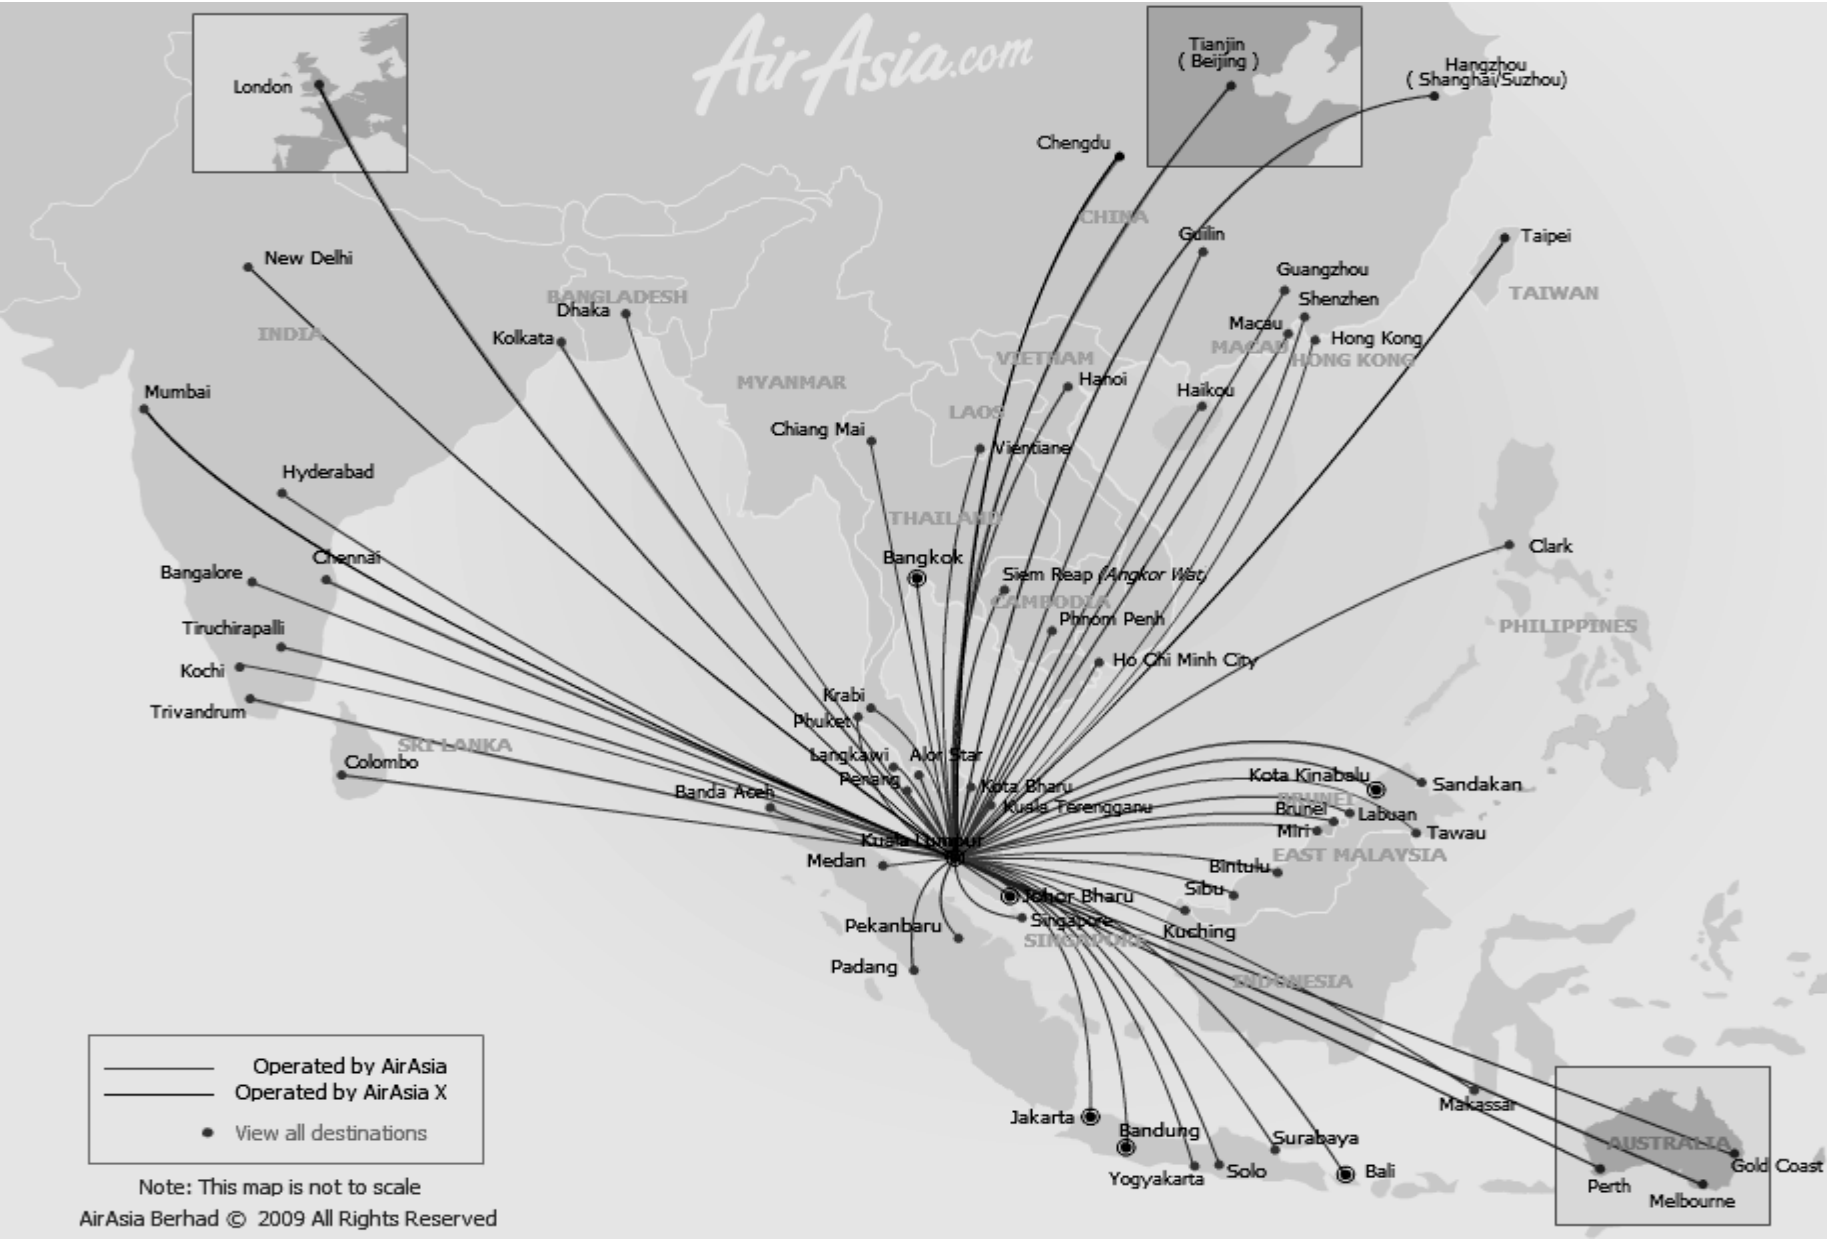 AirAsia.com
London
Tianjin
( Beijing )
Hangzhou
( Shanghai/Suzhou)
Chengdu
CHINA
Guilin
Taipei
New Delhi
Guangzhou
TAIWAN
BANGLADESH
Shenzhen
Dhaka
Macau
INDIA
Kolkata
Hong Kong
MACAU
HONG KONG
VIETNAM
MYANMAR
Hanoi
Mumbai
Haikou
LAOS
Chiang Mai
Vientiane
Hyderabad
THAILAND
Clark
Chennai
Bangkok
Bangalore
Siem Reap (Angkor Wat)
CAMBODIA
Phnom Penh
Tiruchirapalli
PHILIPPINES
Kochi
Ho Chi Minh City
Krabi
Trivandrum
Phuket
SRI LANKA
Langkawi
Alor Star
Colombo
Penang
Kota Bharu
Kota Kinabalu
Sandakan
Banda Aceh
Kuala Terengganu
BRUNEI
Brunei
Labuan
Miri
Tawau
Kuala Lumpur
EAST MALAYSIA
Medan
Bintulu
Sibu
Johor Bharu
Singapore
Pekanbaru
Kuching
SINGAPORE
Padang
INDONESIA
Operated by AirAsia
Operated by AirAsia X
View all destinations
Makassar
Jakarta
Bandung
Surabaya
AUSTRALIA
Gold Coast
Yogyakarta
Solo
Bali
Perth
Melbourne
Note: This map is not to scale
AirAsia Berhad © 2009 All Rights Reserved